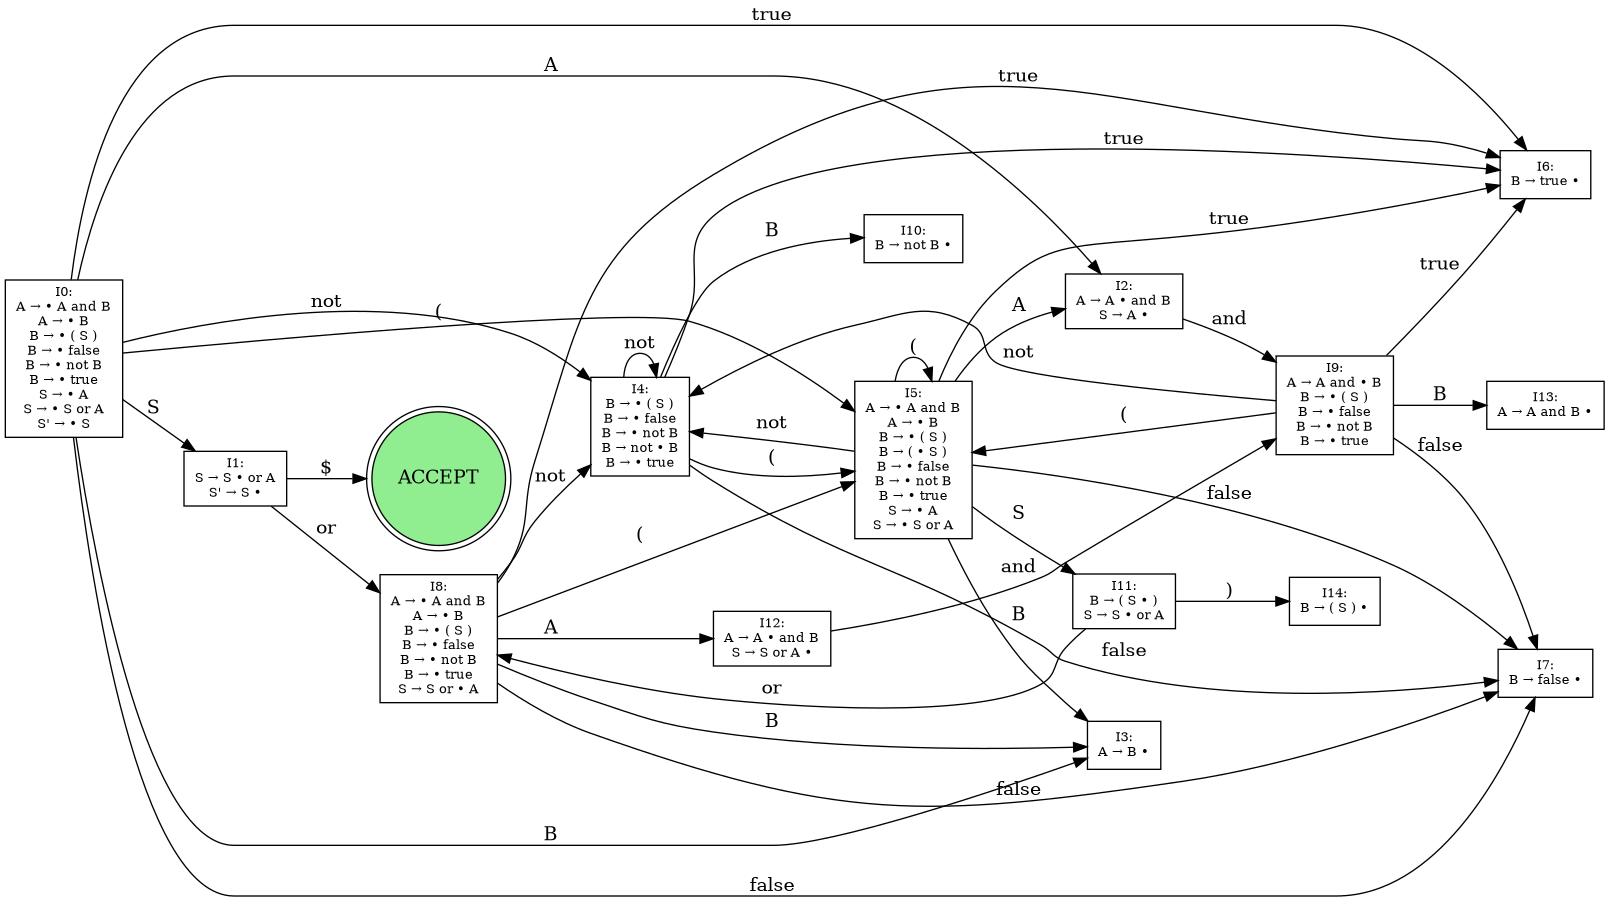 true
A
true
true
I6:
B → true •
I10:
B → not B •
B
true
true
I0:
A → • A and B
A → • B
B → • ( S )
B → • false
B → • not B
B → • true
S → • A
S → • S or A
S' → • S
not
(
I2:
A → A • and B
S → A •
A
and
not
not
(
I4:
B → • ( S )
B → • false
B → • not B
B → not • B
B → • true
I5:
A → • A and B
A → • B
B → • ( S )
B → ( • S )
B → • false
B → • not B
B → • true
S → • A
S → • S or A
I9:
A → A and • B
B → • ( S )
B → • false
B → • not B
B → • true
B
I13:
A → A and B •
S
not
(
(
false
I1:
S → S • or A
S' → S •
$
ACCEPT
not
false
S
or
(
and
I8:
A → • A and B
A → • B
B → • ( S )
B → • false
B → • not B
B → • true
S → S or • A
I11:
B → ( S • )
S → S • or A
)
I14:
B → ( S ) •
A
I12:
A → A • and B
S → S or A •
B
false
I7:
B → false •
or
B
I3:
A → B •
false
B
false